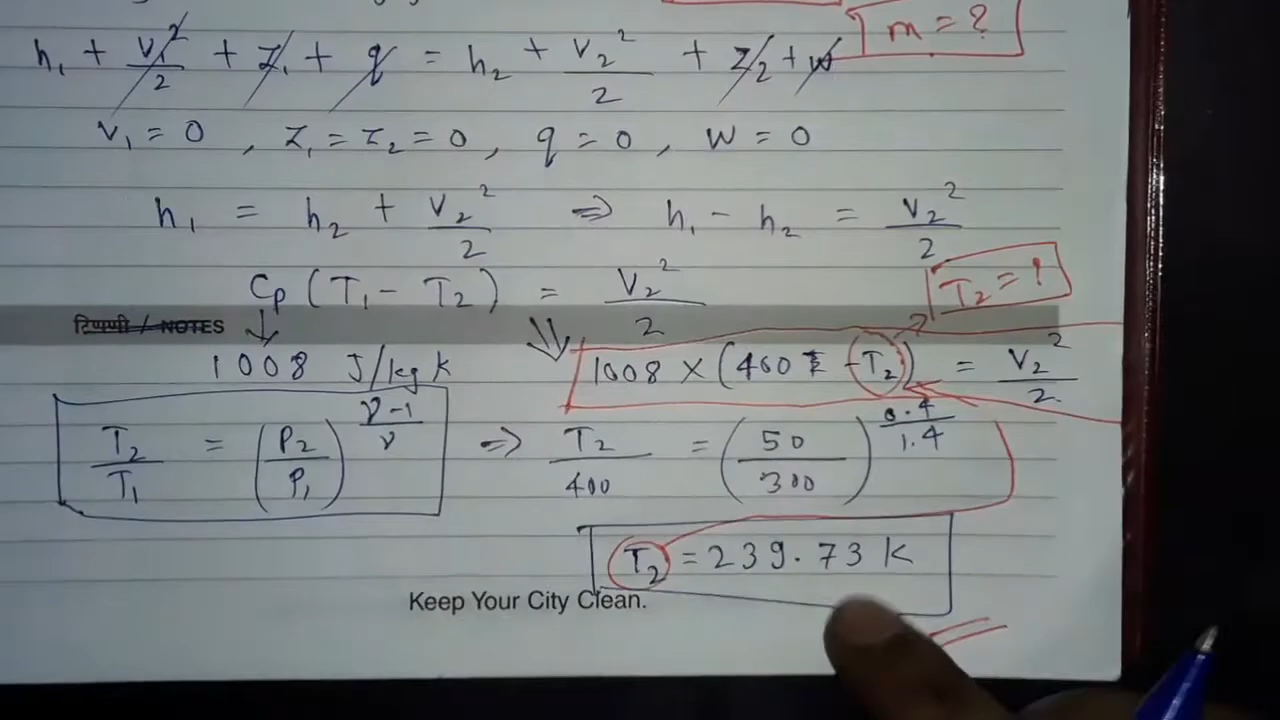 m = ?
h₁ + v₁²/2 + z₁ + q = h₂ + v₂²/2 + z₂ + w
v₁ = 0 , z₁ = z₂ = 0, q = 0, w = 0
h₁ = h₂ + v₂²/2 ⇒ h₁ - h₂ = v₂²/2
T₂ = ?
Cp (T₁ - T₂) = v₂²/2
टिप्पणी / NOTES
1008 J/kg K
1008 × (400 - T₂) = v₂²/2
T₂/T₁ = (P₂/P₁)^(γ-1/γ) ⇒ T₂/400 = (50/300)^(0.4/1.4)
T₂ = 239.73 K
Keep Your City Clean.